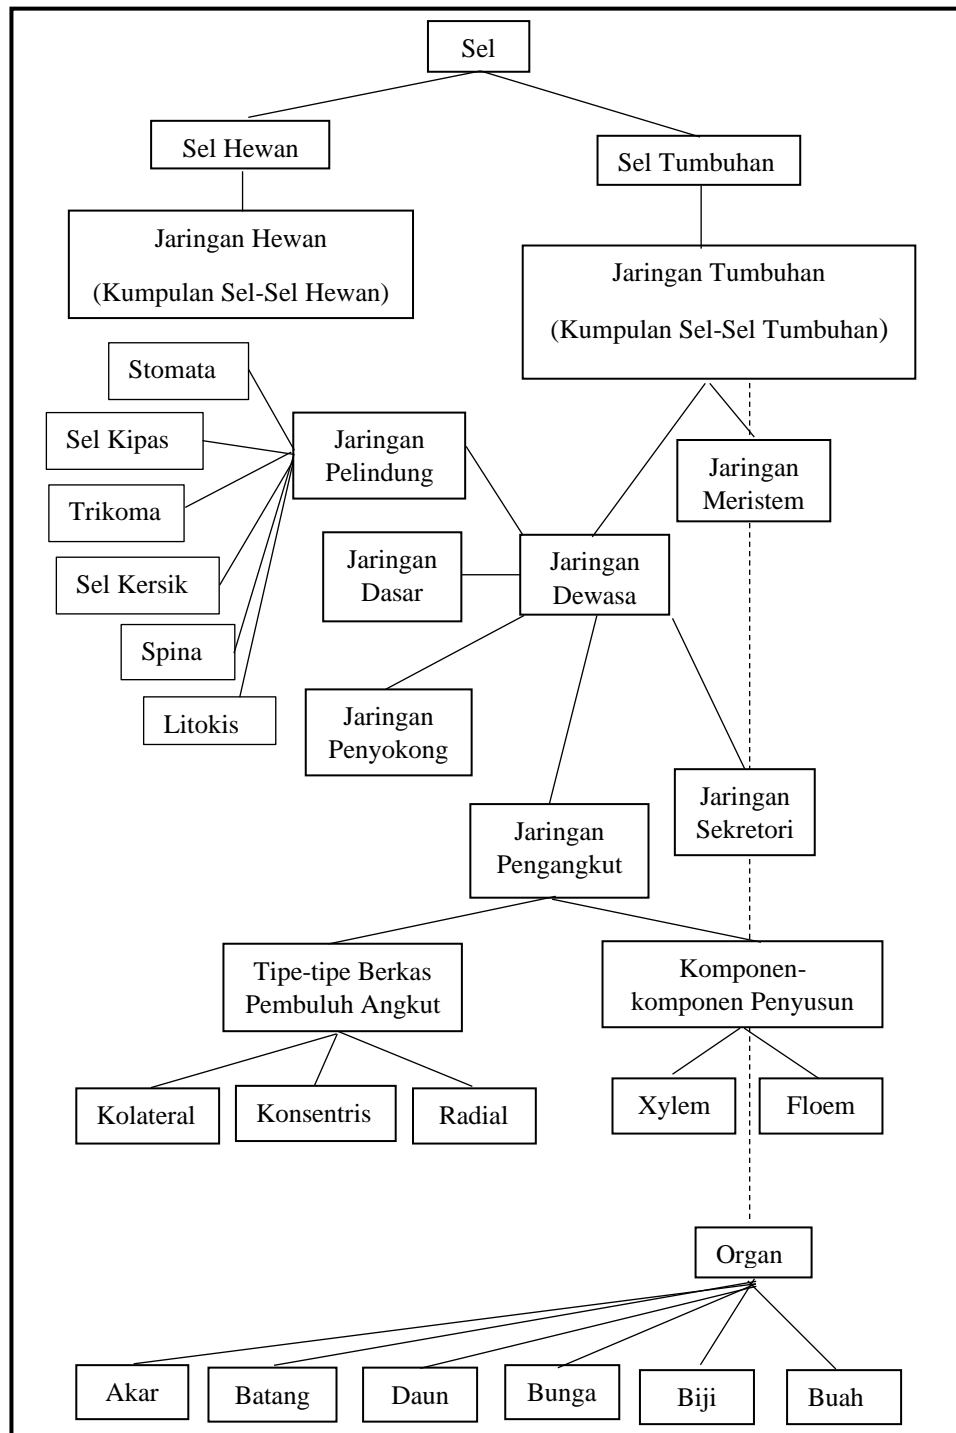 Sel
Sel Hewan
Sel Tumbuhan
Jaringan Hewan
(Kumpulan Sel-Sel Hewan)
Jaringan Tumbuhan
(Kumpulan Sel-Sel Tumbuhan)
Stomata
Sel Kipas
Trikoma
Sel Kersik
Spina
Litokis
Jaringan
Pelindung
Jaringan
Meristem
Jaringan
Dasar
Jaringan
Dewasa
Jaringan
Penyokong
Jaringan
Pengangkut
Jaringan
Sekretori
Tipe-tipe Berkas
Pembuluh Angkut
Komponen-
komponen Penyusun
Kolateral
Konsentris
Radial
Xylem
Floem
Organ
Akar
Batang
Daun
Bunga
Biji
Buah